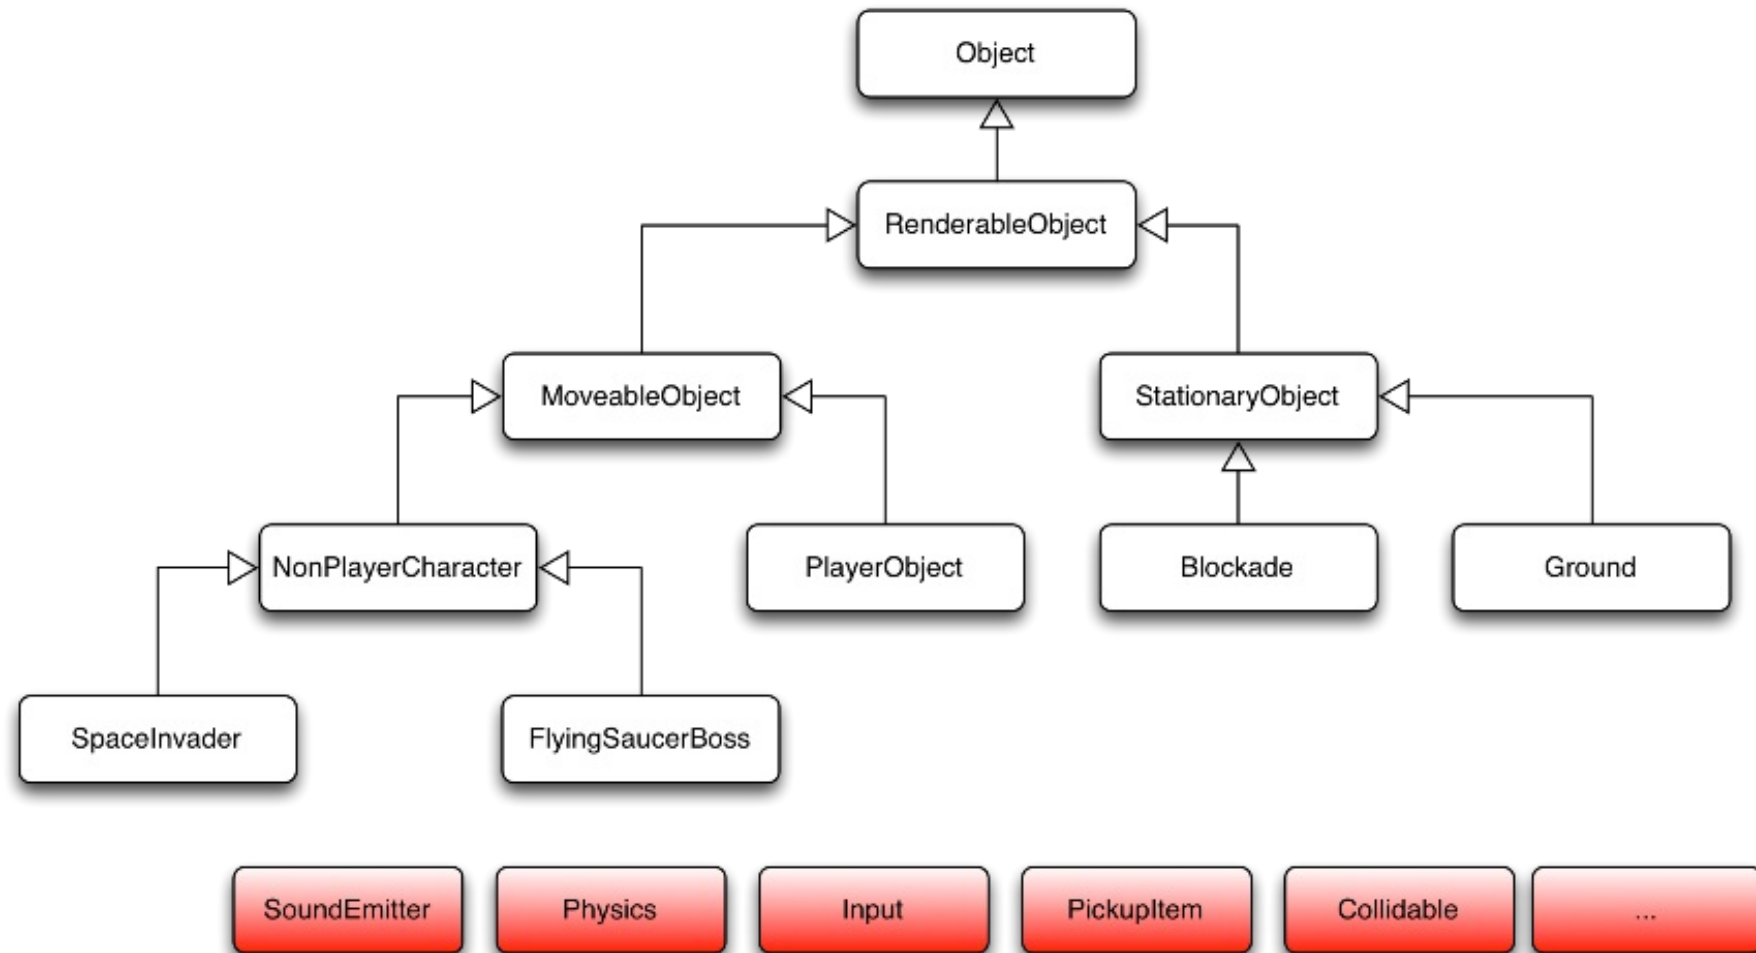 Object
RenderableObject
MoveableObject
StationaryObject
NonPlayerCharacter
PlayerObject
Blockade
Ground
SpaceInvader
FlyingSaucerBoss
SoundEmitter
Physics
Input
PickupItem
Collidable
...